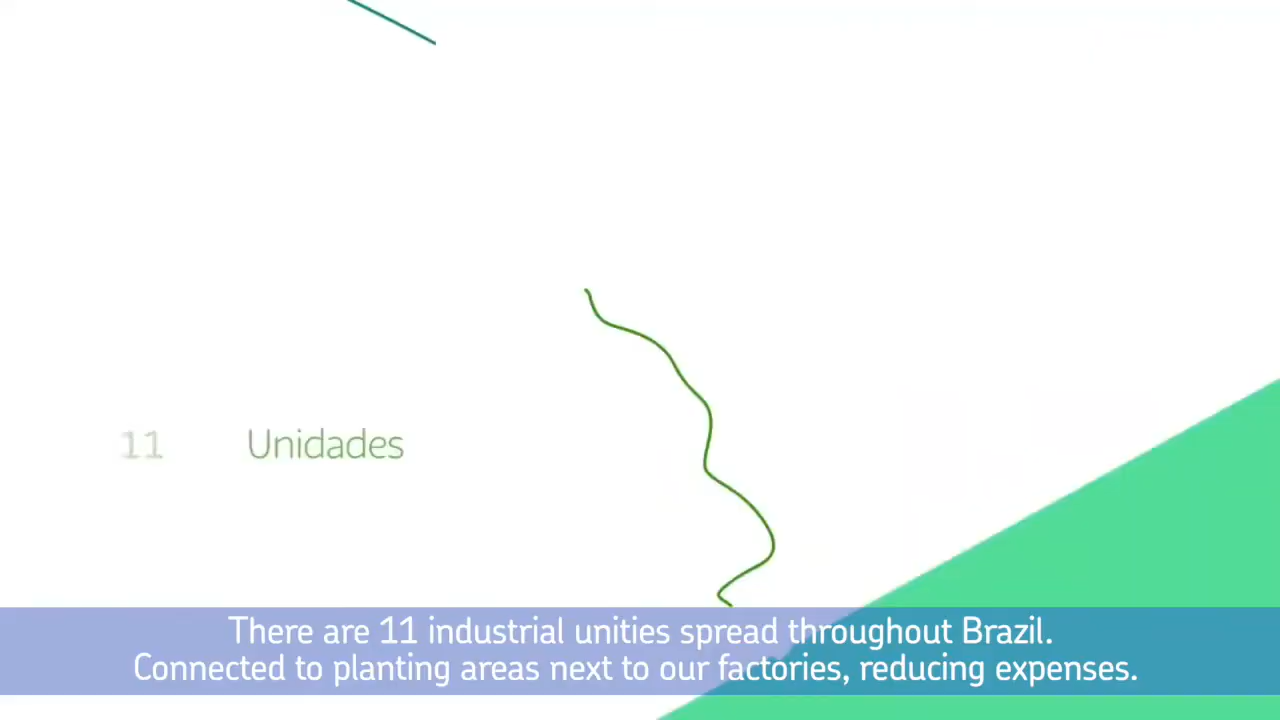 11 Unidades
There are 11 industrial unities spread throughout Brazil.
Connected to planting areas next to our factories, reducing expenses.